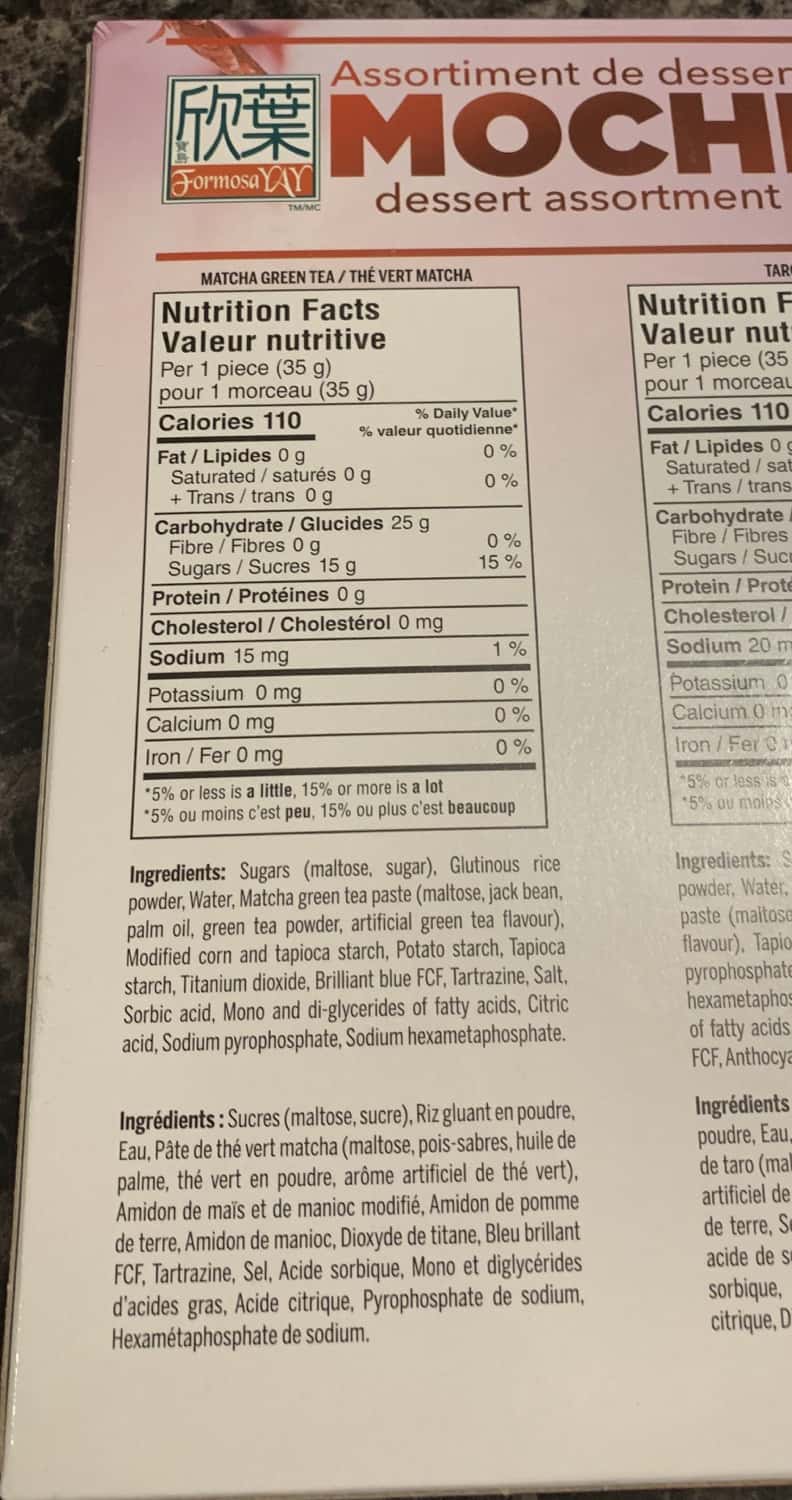 Assortiment de desser
欣葉
寶島
FormosaYAY
TM/MC
MOCHI
dessert assortment
MATCHA GREEN TEA / THÉ VERT MATCHA
Nutrition Facts
Valeur nutritive
Per 1 piece (35 g)
pour 1 morceau (35 g)
Calories 110
% Daily Value*
% valeur quotidienne*
Fat / Lipides 0 g 0 %
Saturated / saturés 0 g
+ Trans / trans 0 g 0 %
Carbohydrate / Glucides 25 g
Fibre / Fibres 0 g 0 %
Sugars / Sucres 15 g 15 %
Protein / Protéines 0 g
Cholesterol / Cholestérol 0 mg
Sodium 15 mg 1 %
Potassium 0 mg 0 %
Calcium 0 mg 0 %
Iron / Fer 0 mg 0 %
*5% or less is a little, 15% or more is a lot
*5% ou moins c'est peu, 15% ou plus c'est beaucoup
Ingredients: Sugars (maltose, sugar), Glutinous rice
powder, Water, Matcha green tea paste (maltose, jack bean,
palm oil, green tea powder, artificial green tea flavour),
Modified corn and tapioca starch, Potato starch, Tapioca
starch, Titanium dioxide, Brilliant blue FCF, Tartrazine, Salt,
Sorbic acid, Mono and di-glycerides of fatty acids, Citric
acid, Sodium pyrophosphate, Sodium hexametaphosphate.
Ingrédients : Sucres (maltose, sucre), Riz gluant en poudre,
Eau, Pâte de thé vert matcha (maltose, pois-sabres, huile de
palme, thé vert en poudre, arôme artificiel de thé vert),
Amidon de maïs et de manioc modifié, Amidon de pomme
de terre, Amidon de manioc, Dioxyde de titane, Bleu brillant
FCF, Tartrazine, Sel, Acide sorbique, Mono et diglycérides
d'acides gras, Acide citrique, Pyrophosphate de sodium,
Hexamétaphosphate de sodium.
TAR
Nutrition F
Valeur nut
Per 1 piece (35
pour 1 morceau
Calories 110
Fat / Lipides 0 g
Saturated / sat
+ Trans / trans
Carbohydrate /
Fibre / Fibres
Sugars / Suc
Protein / Proté
Cholesterol /
Sodium 20 m
Potassium 0
Calcium 0 m
Iron / Fer 0
*5% or less is a
*5% ou moins
Ingredients: S
powder, Water,
paste (maltose
flavour), Tapio
pyrophosphate
hexametaphos
of fatty acids
FCF, Anthocya
Ingrédients
poudre, Eau,
de taro (mal
artificiel de
de terre, Se
acide de s
sorbique,
citrique, D